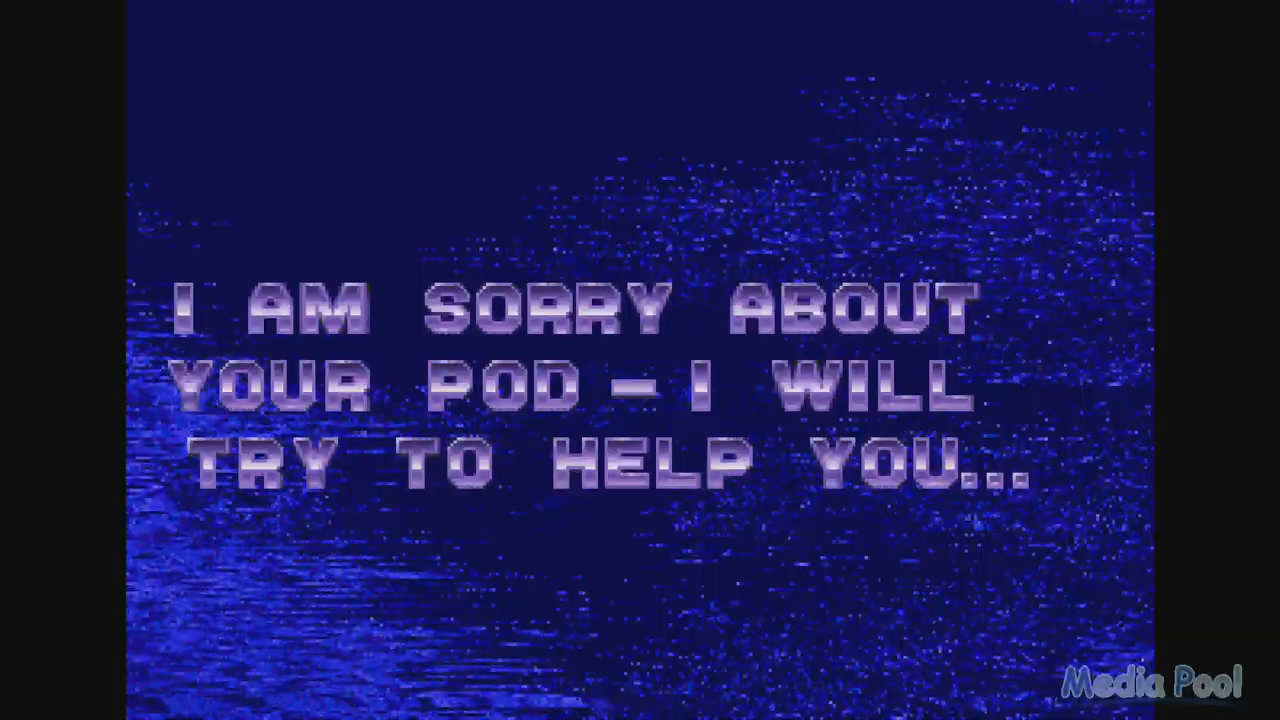 I AM SORRY ABOUT
YOUR POD - I WILL
TRY TO HELP YOU...
Media Pool